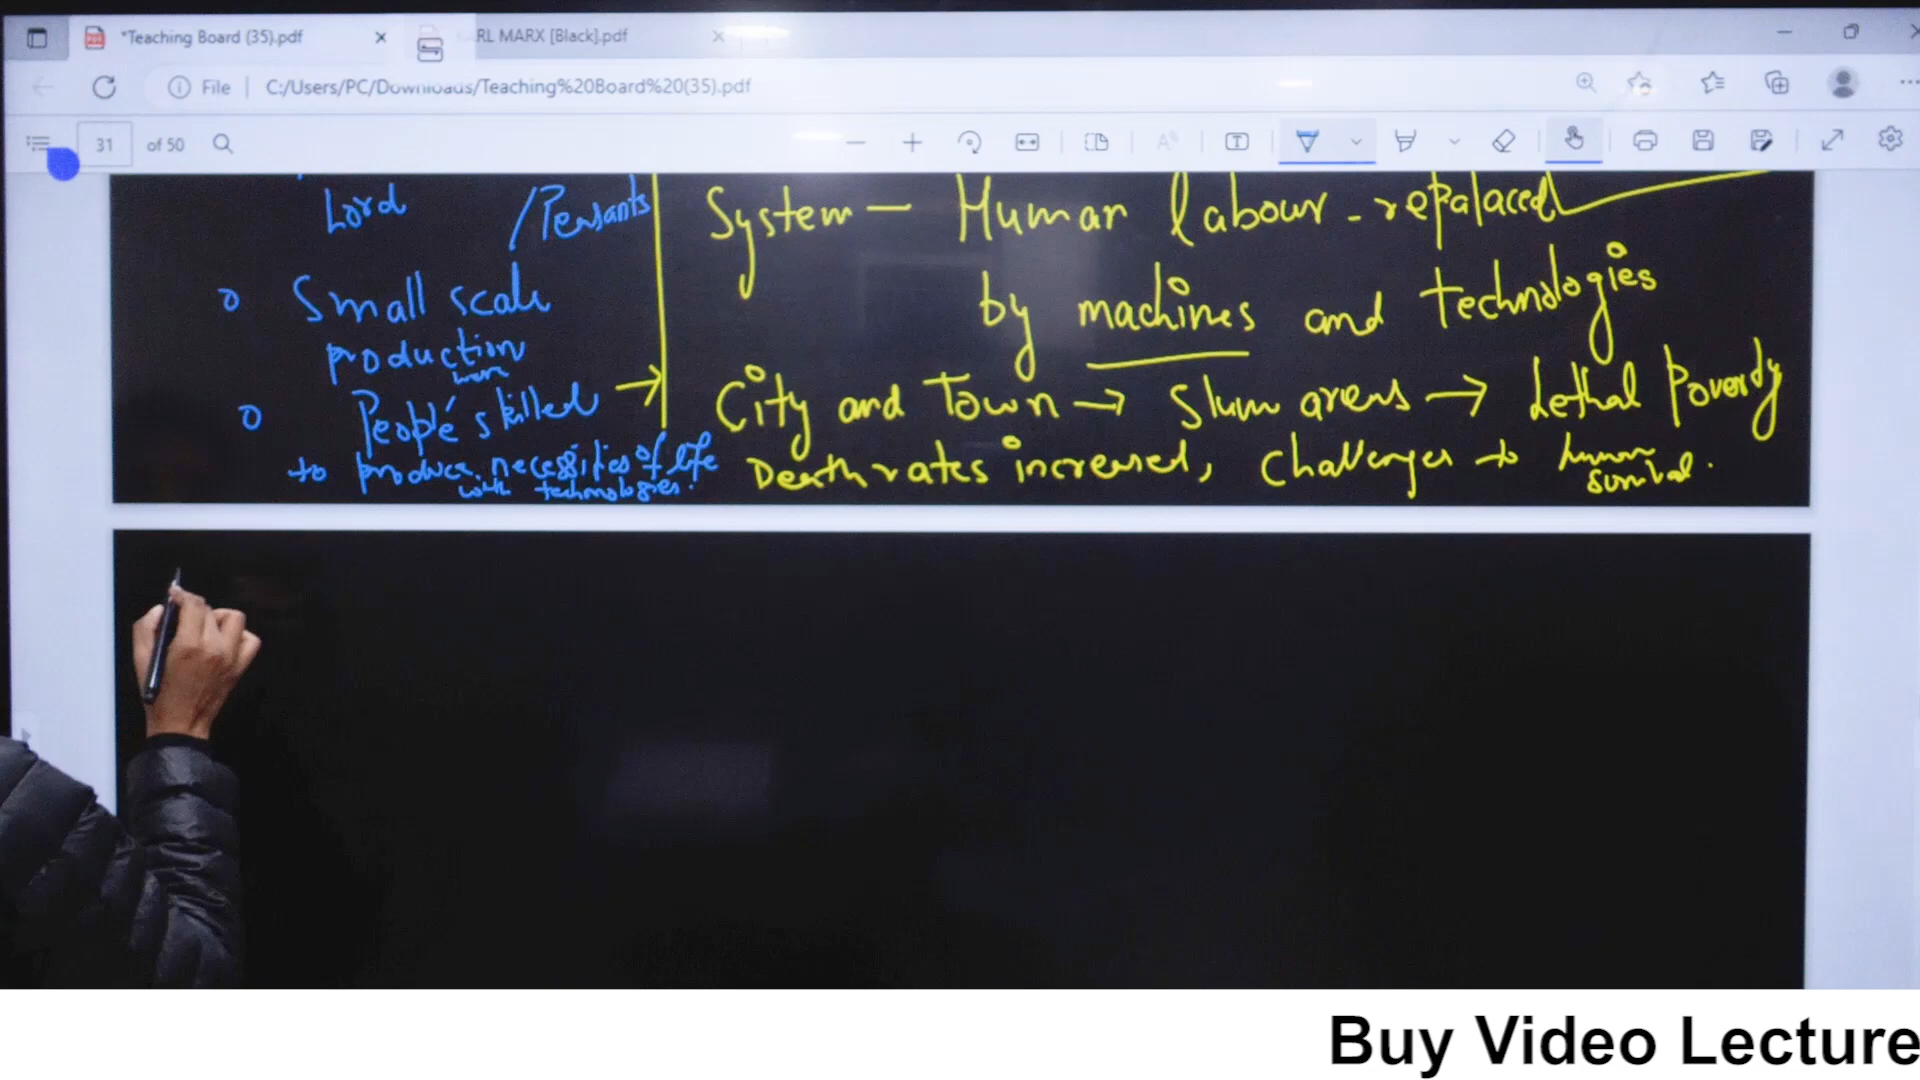 *Teaching Board (35).pdf
RL MARX [Black].pdf
File
C:/Users/PC/Downloads/Teaching%20Board%20(35).pdf
31 of 50
Lord /Peasants
Small scale
production
People were skilled →
to produce necessities of life
with technologies.
System — Human labour - repalaced
by machines and technologies
City and Town → Slum areas → Lethal Poverty
Death rates increased, Challenges to human
survival.
Buy Video Lecture